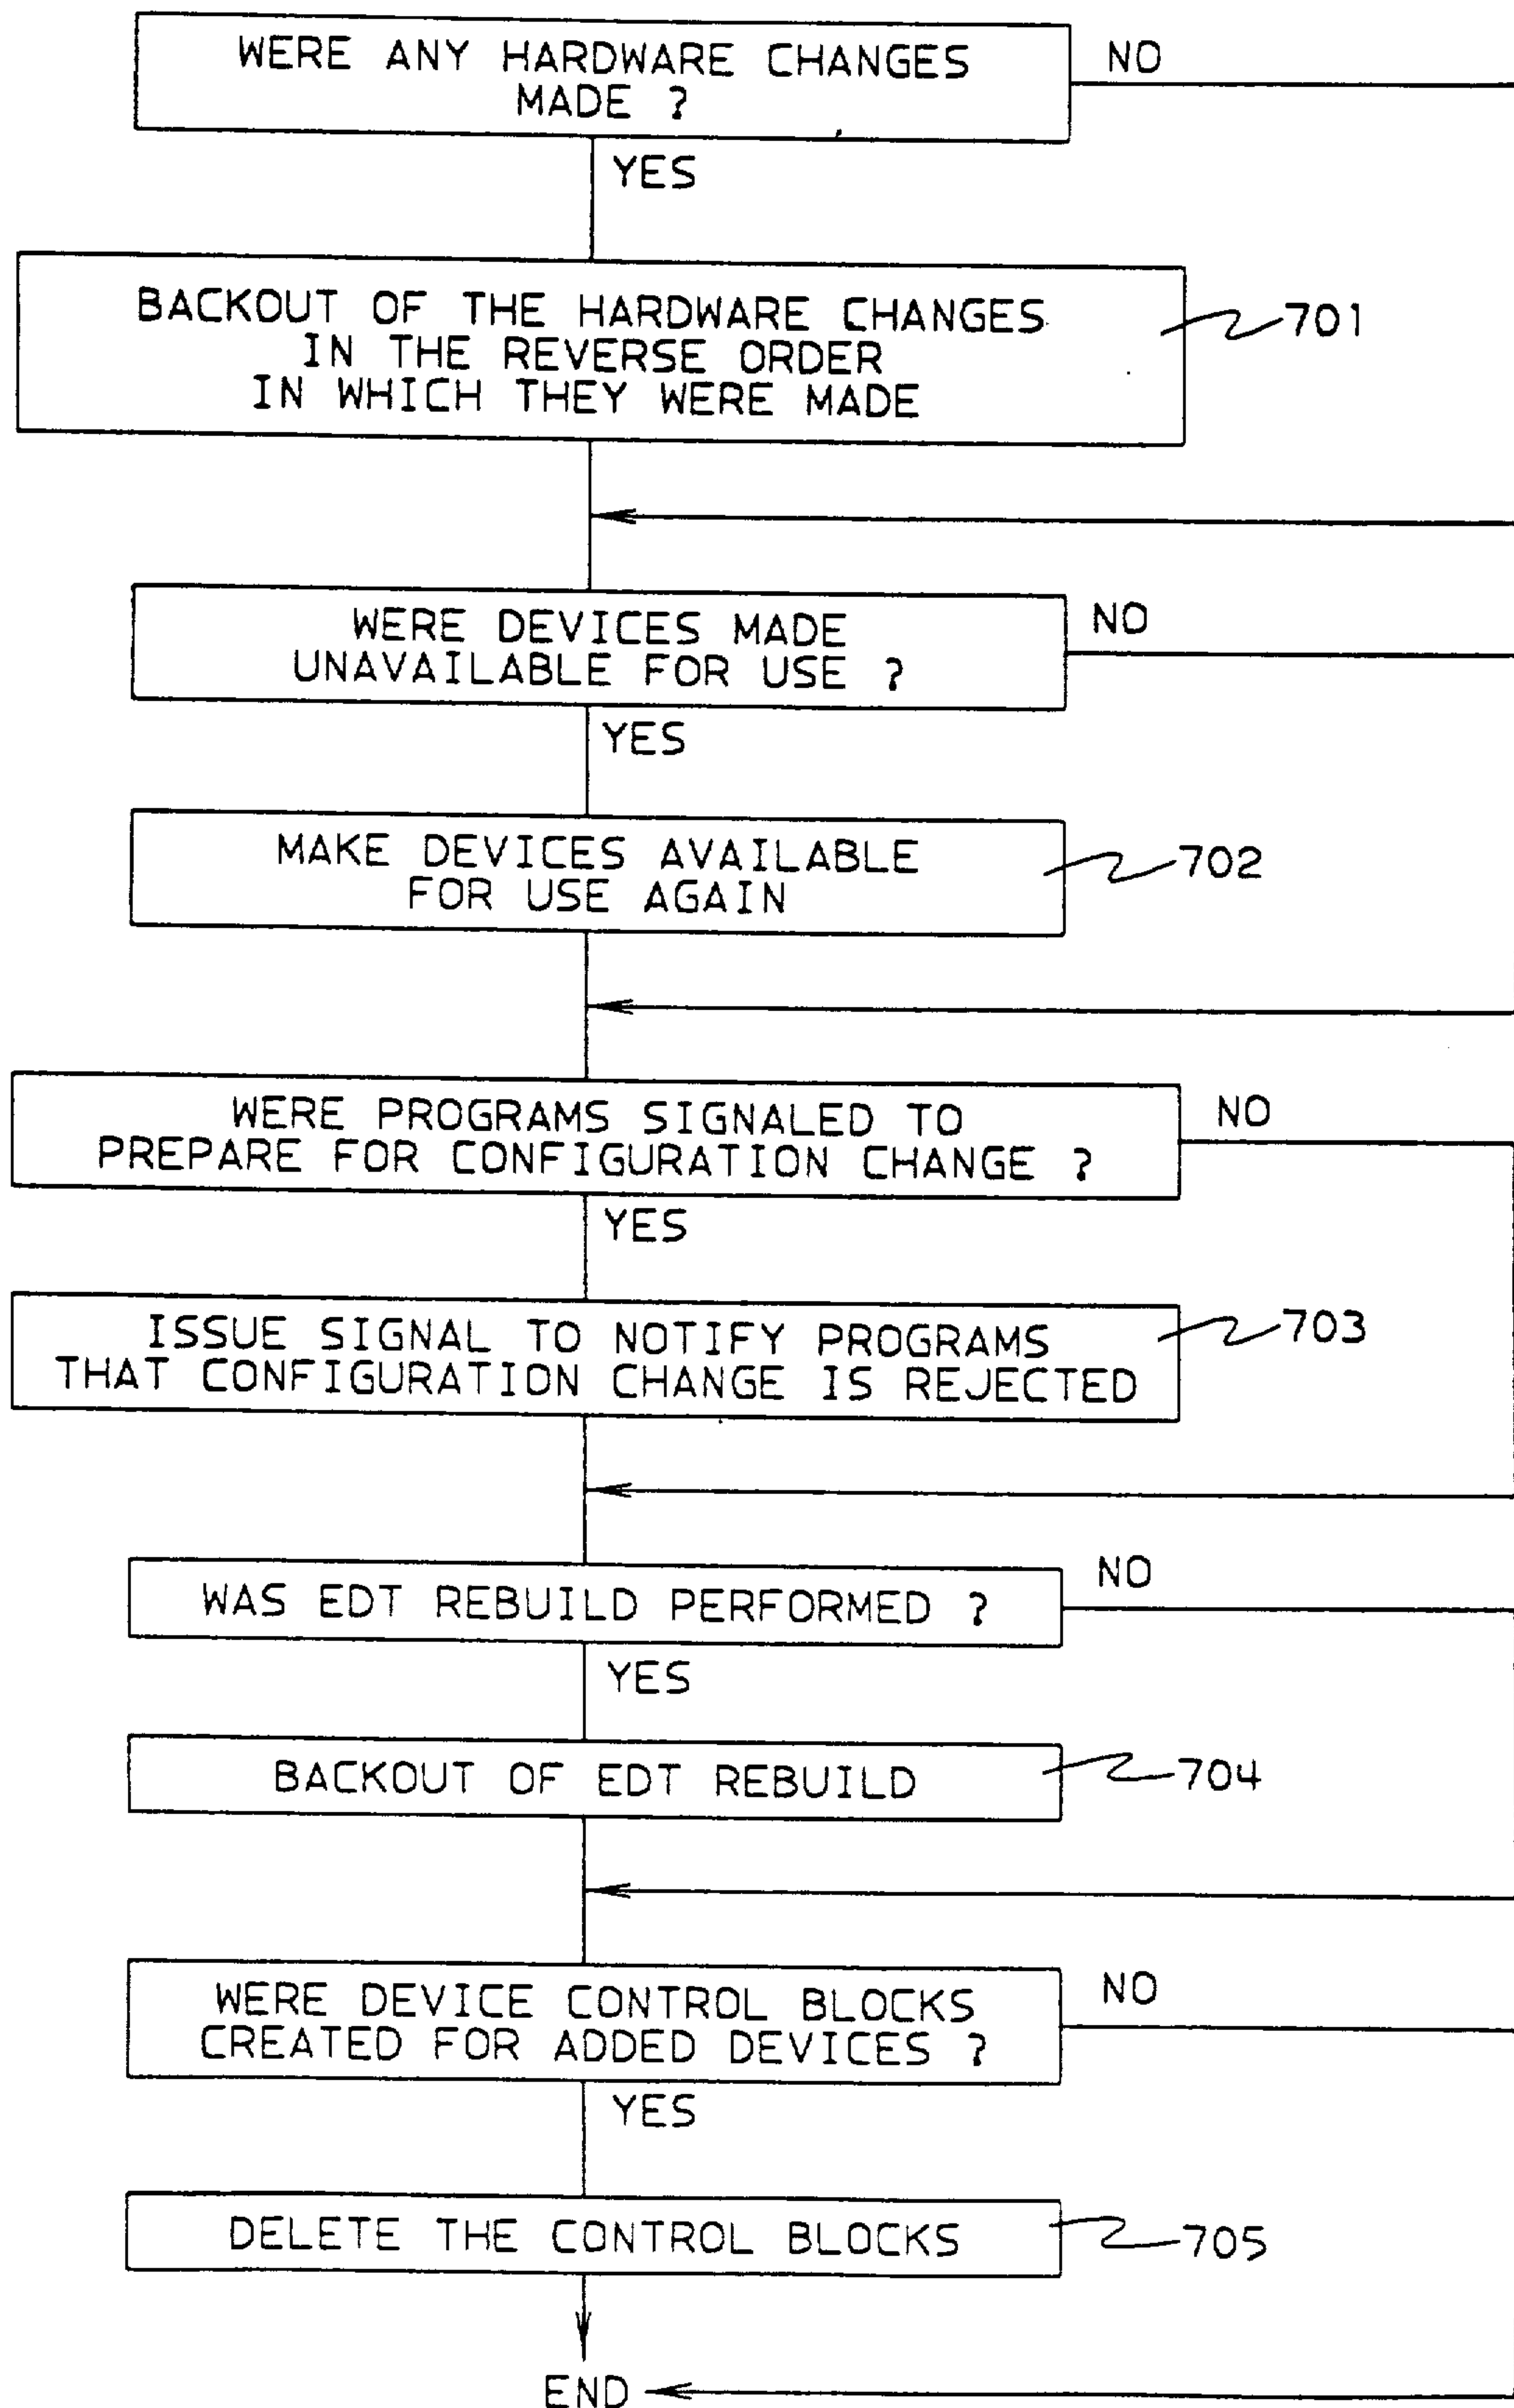 WERE ANY HARDWARE CHANGES
MADE ?
NO
YES
BACKOUT OF THE HARDWARE CHANGES
IN THE REVERSE ORDER
IN WHICH THEY WERE MADE
701
WERE DEVICES MADE
UNAVAILABLE FOR USE ?
NO
YES
MAKE DEVICES AVAILABLE
FOR USE AGAIN
702
WERE PROGRAMS SIGNALED TO
PREPARE FOR CONFIGURATION CHANGE ?
NO
YES
ISSUE SIGNAL TO NOTIFY PROGRAMS
THAT CONFIGURATION CHANGE IS REJECTED
703
WAS EDT REBUILD PERFORMED ?
NO
YES
BACKOUT OF EDT REBUILD
704
WERE DEVICE CONTROL BLOCKS
CREATED FOR ADDED DEVICES ?
NO
YES
DELETE THE CONTROL BLOCKS
705
END